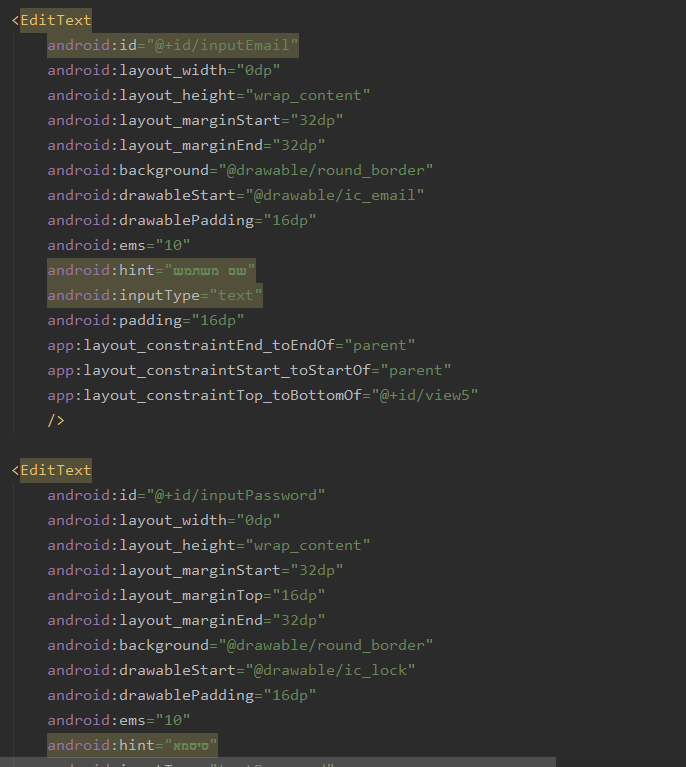 <EditText
android:id="@+id/inputEmail"
android:layout_width="0dp"
android:layout_height="wrap_content"
android:layout_marginStart="32dp"
android:layout_marginEnd="32dp"
android:background="@drawable/round_border"
android:drawableStart="@drawable/ic_email"
android:drawablePadding="16dp"
android:ems="10"
android:hint="שם משתמש"
android:inputType="text"
android:padding="16dp"
app:layout_constraintEnd_toEndOf="parent"
app:layout_constraintStart_toStartOf="parent"
app:layout_constraintTop_toBottomOf="@+id/view5"
/>
<EditText
android:id="@+id/inputPassword"
android:layout_width="0dp"
android:layout_height="wrap_content"
android:layout_marginStart="32dp"
android:layout_marginTop="16dp"
android:layout_marginEnd="32dp"
android:background="@drawable/round_border"
android:drawableStart="@drawable/ic_lock"
android:drawablePadding="16dp"
android:ems="10"
android:hint="סיסמא"